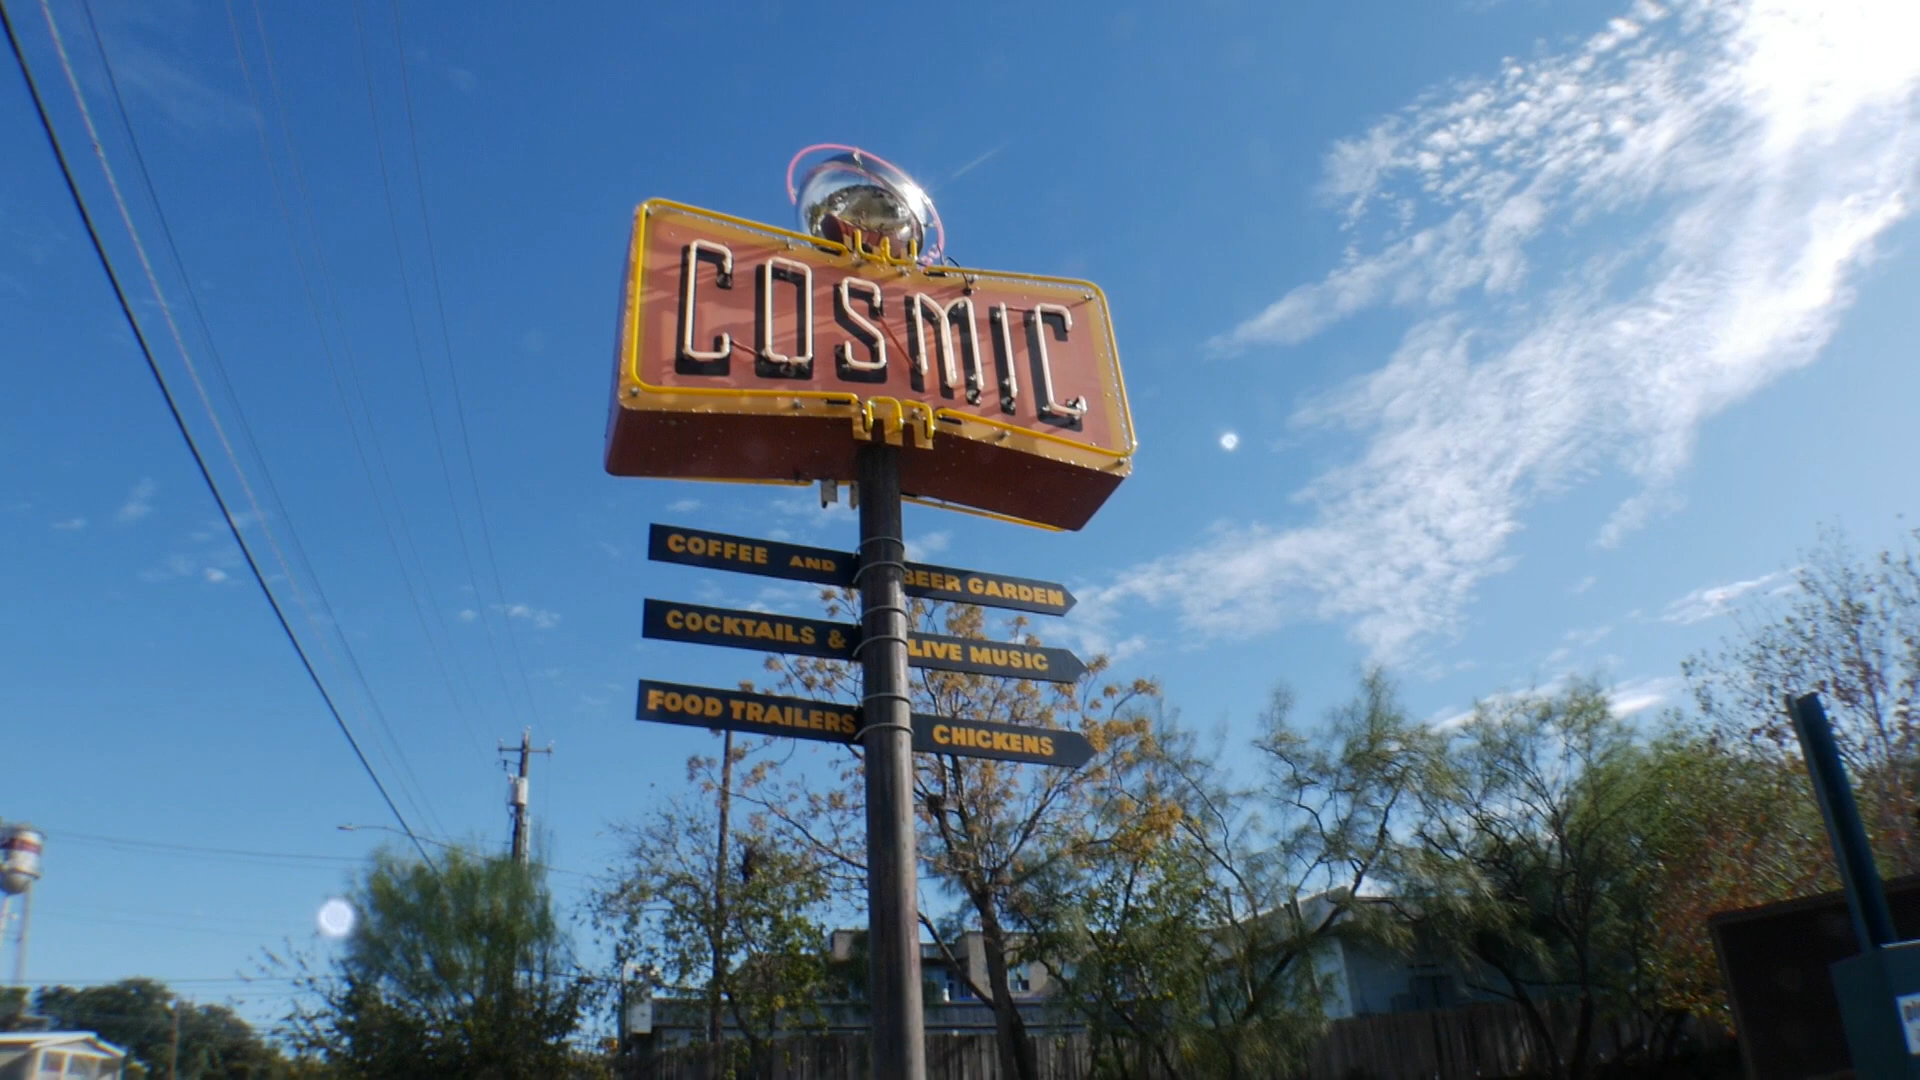 COSMIC
COFFEE AND BEER GARDEN
COCKTAILS & LIVE MUSIC
FOOD TRAILERS CHICKENS